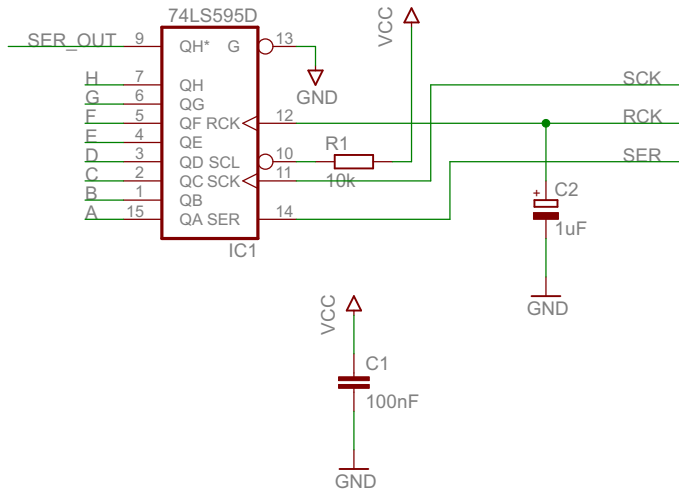 74LS595D
SER_OUT 9 QH* G 13
VCC
GND
H 7 QH
G 6 QG
F 5 QF RCK 12
E 4 QE
D 3 QD SCL 10
C 2 QC SCK 11
B 1 QB
A 15 QA SER 14
IC1
R1
10k
SCK
RCK
SER
+ C2
1uF
GND
VCC
C1
100nF
GND